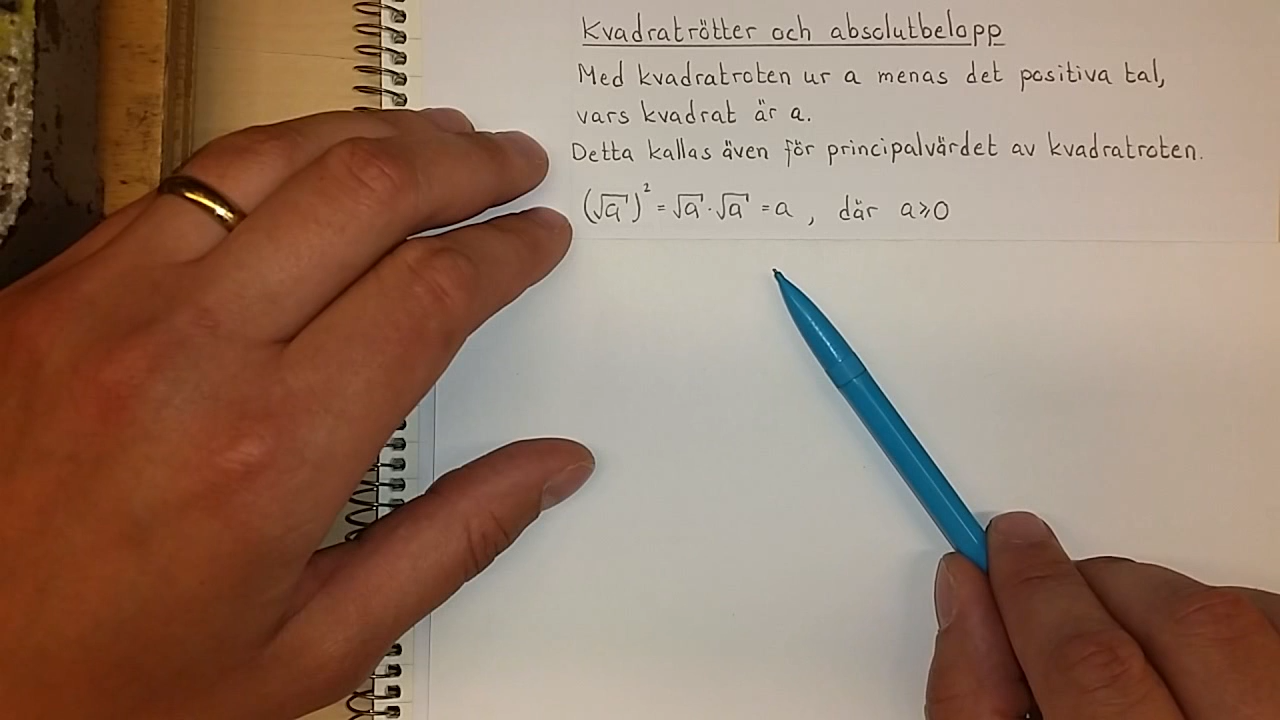 Kvadratrötter och absolutbelopp
Med kvadratroten ur a menas det positiva tal,
vars kvadrat är a.
Detta kallas även för principalvärdet av kvadratroten.
(√a)² = √a · √a = a , där a ≥ 0